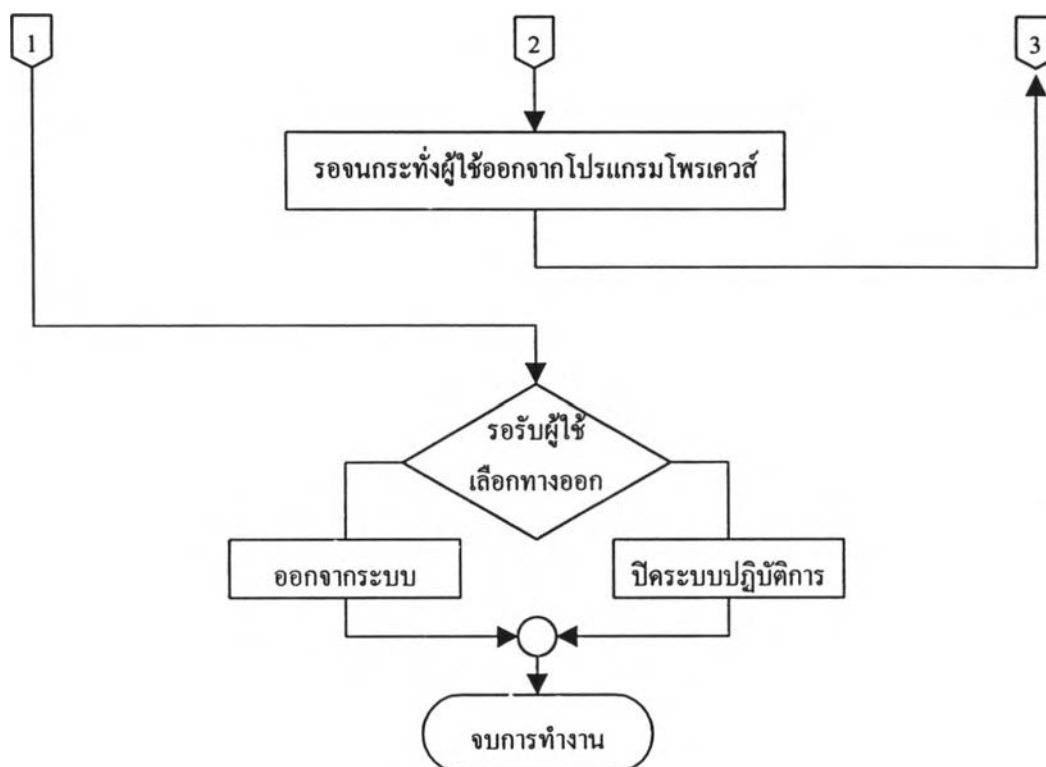 1
2
3
รอจนกระทั่งผู้ใช้ออกจากโปรแกรมโพรเควส์
รอรับผู้ใช้
เลือกทางออก
ออกจากระบบ
ปิดระบบปฏิบัติการ
จบการทำงาน